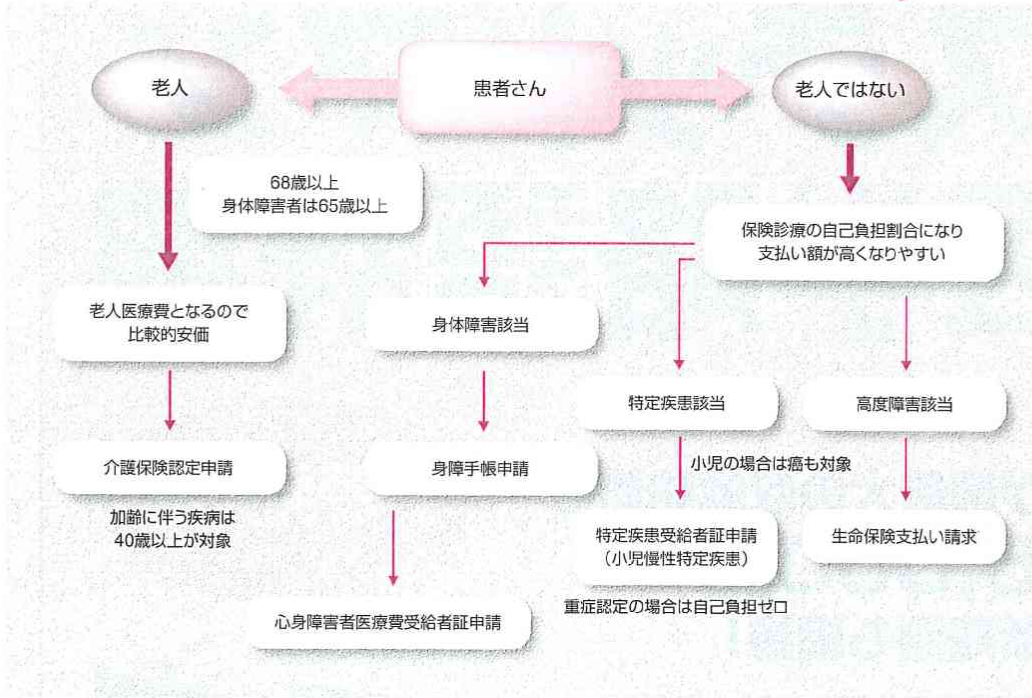 老人
患者さん
老人ではない
68歳以上
身体障害者は65歳以上
保険診療の自己負担割合になり
支払い額が高くなりやすい
老人医療費となるので
比較的安価
身体障害該当
特定疾患該当
高度障害該当
介護保険認定申請
身障手帳申請
小児の場合は癌も対象
加齢に伴う疾病は
40歳以上が対象
特定疾患受給者証申請
（小児慢性特定疾患）
生命保険支払い請求
重症認定の場合は自己負担ゼロ
心身障害者医療費受給者証申請